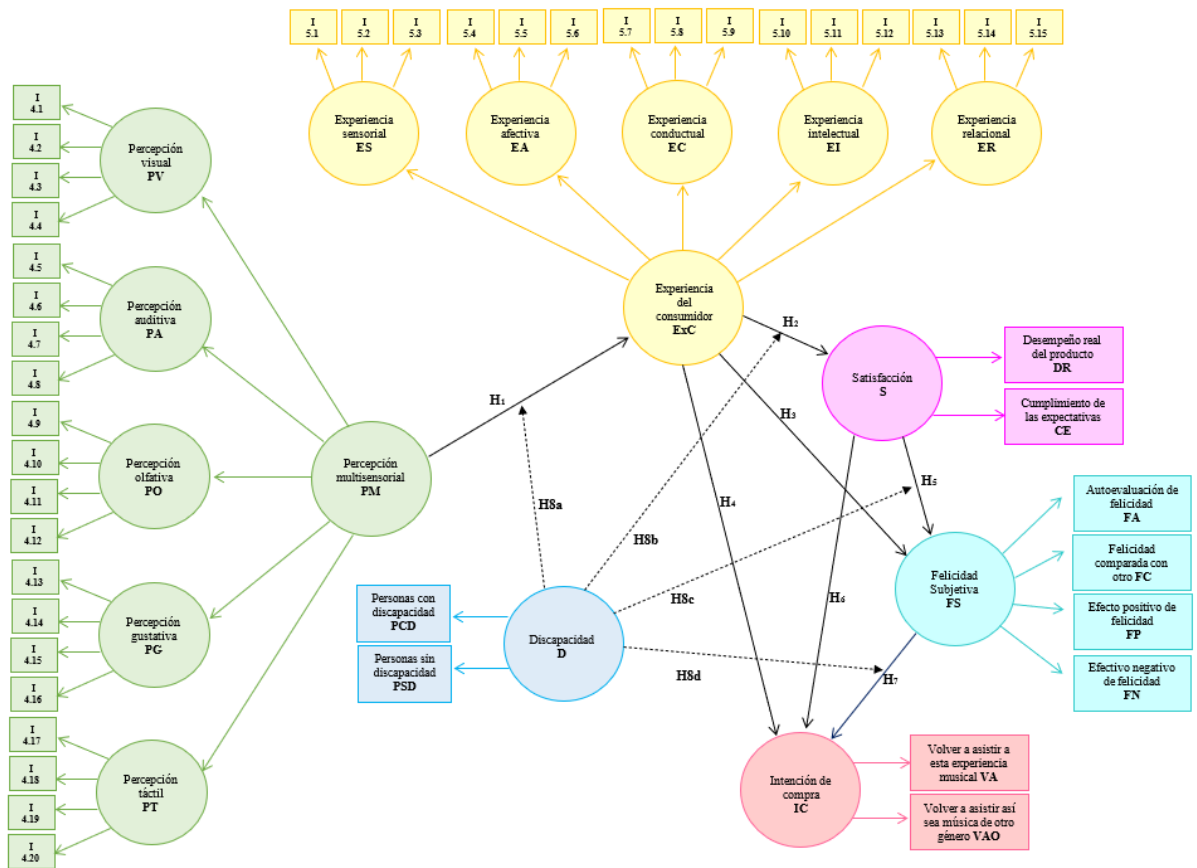 I
5.1
I
5.2
I
5.3
I
5.4
I
5.5
I
5.6
I
5.7
I
5.8
I
5.9
I
5.10
I
5.11
I
5.12
I
5.13
I
5.14
I
5.15
Experiencia
sensorial
ES
Experiencia
afectiva
EA
Experiencia
conductual
EC
Experiencia
intelectual
EI
Experiencia
relacional
ER
I
4.1
I
4.2
I
4.3
I
4.4
Percepción
visual
PV
I
4.5
I
4.6
I
4.7
I
4.8
Percepción
auditiva
PA
I
4.9
I
4.10
I
4.11
I
4.12
Percepción
olfativa
PO
I
4.13
I
4.14
I
4.15
I
4.16
Percepción
gustativa
PG
I
4.17
I
4.18
I
4.19
I
4.20
Percepción
táctil
PT
Percepción
multisensorial
PM
H1
Experiencia
del
consumidor
ExC
H2
H3
H4
Satisfacción
S
Desempeño real
del producto
DR
Cumplimiento de
las expectativas
CE
H5
H6
H8a
H8b
H8c
H8d
H7
Personas con
discapacidad
PCD
Personas sin
discapacidad
PSD
Discapacidad
D
Felicidad
Subjetiva
FS
Autoevaluación de
felicidad
FA
Felicidad
comparada con
otro FC
Efecto positivo de
felicidad
FP
Efectivo negativo
de felicidad
FN
Intención de
compra
IC
Volver a asistir a
esta experiencia
musical VA
Volver a asistir así
sea música de otro
género VAO